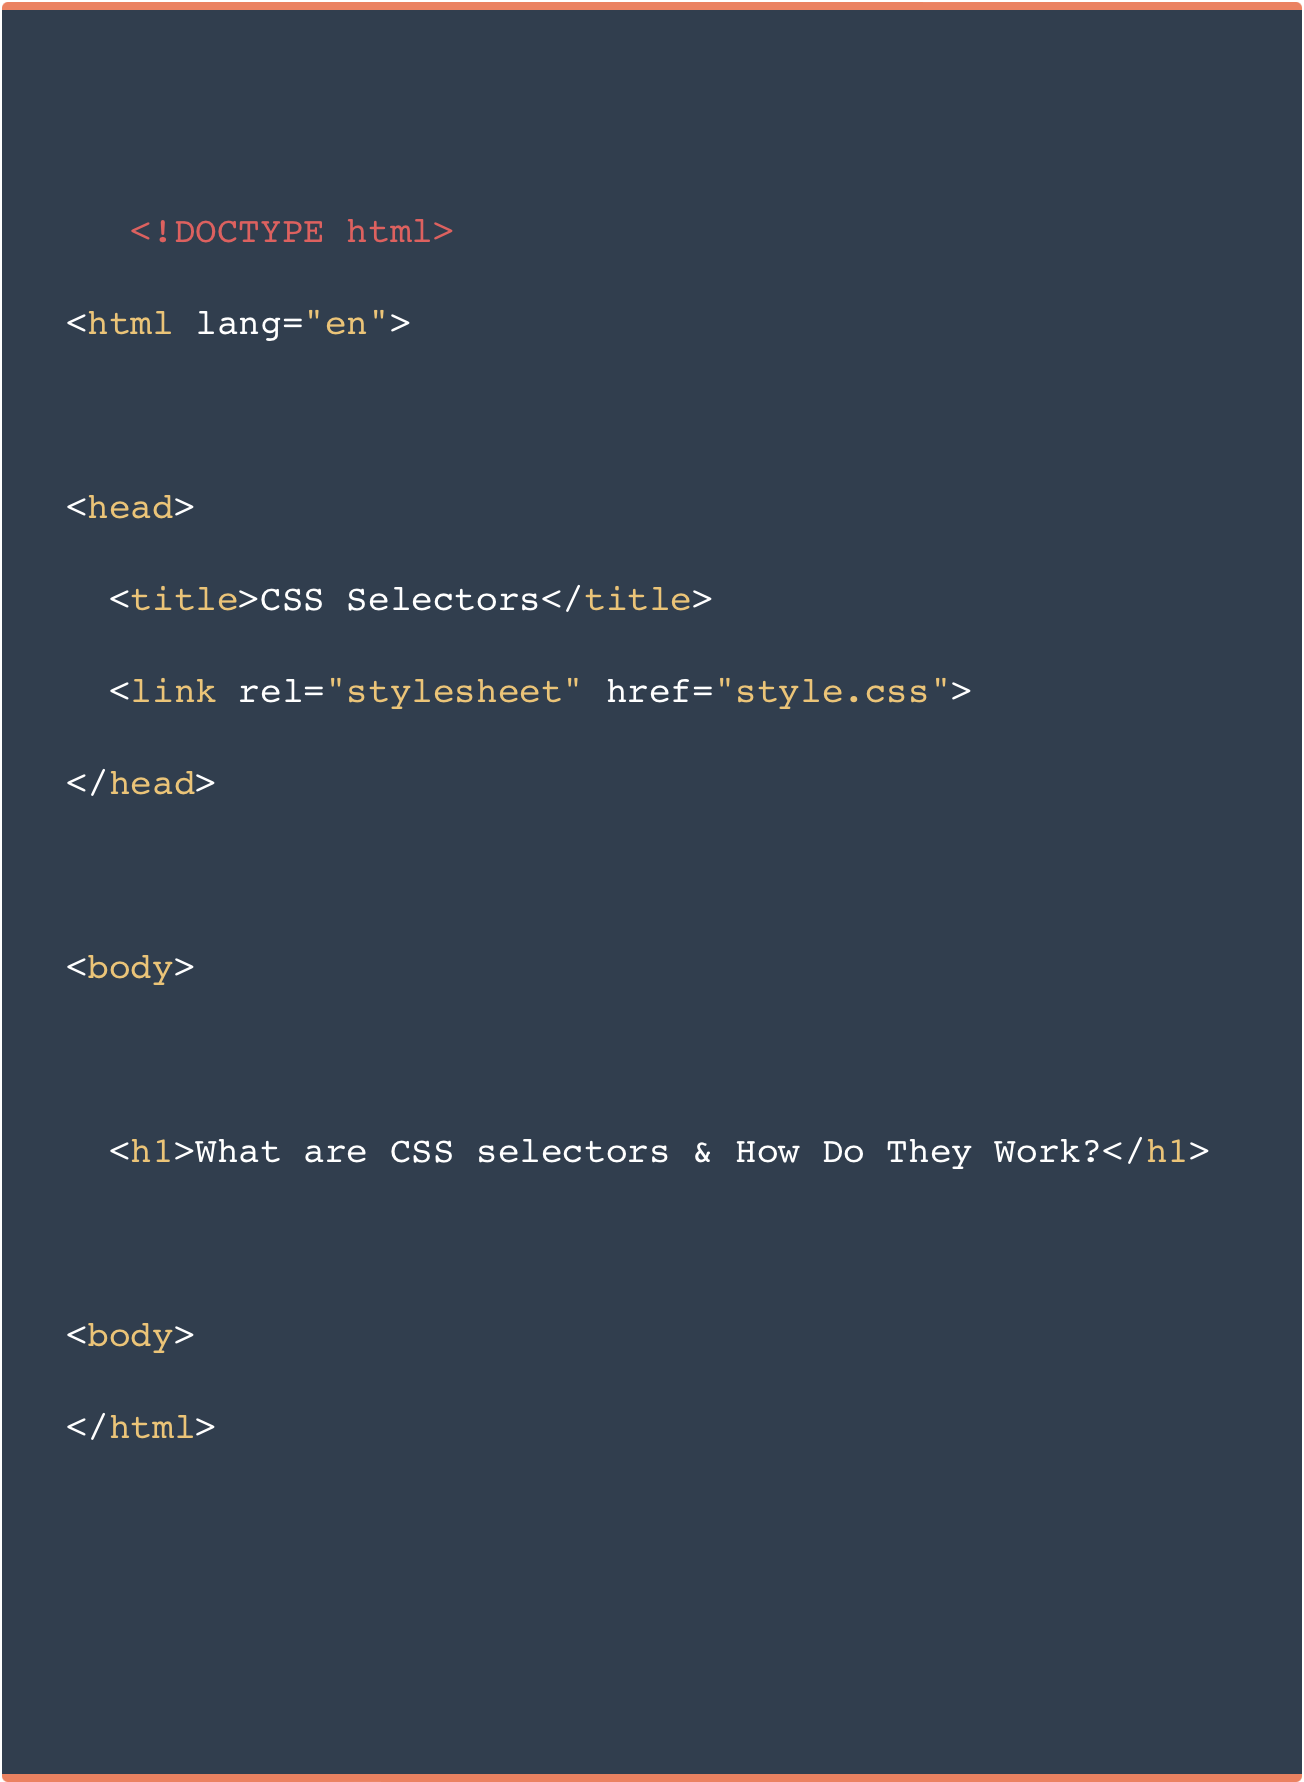 <!DOCTYPE html>
<html lang="en">
<head>
<title>CSS Selectors</title>
<link rel="stylesheet" href="style.css">
</head>
<body>
<h1>What are CSS selectors & How Do They Work?</h1>
<body>
</html>